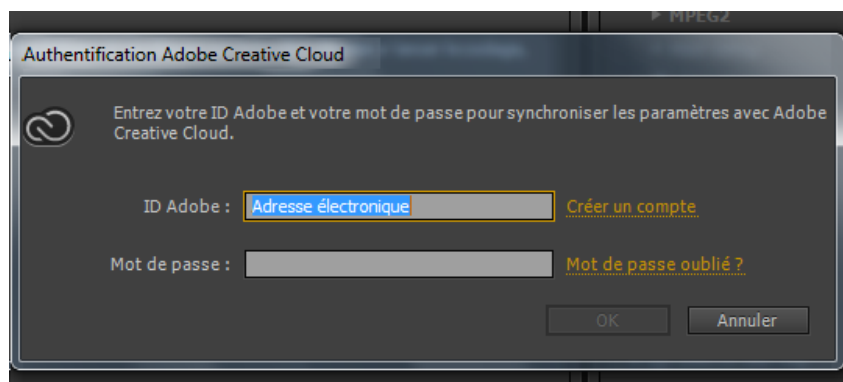 ▶ MPEG2
Authentification Adobe Creative Cloud
Entrez votre ID Adobe et votre mot de passe pour synchroniser les paramètres avec Adobe
Creative Cloud.
ID Adobe : Adresse électronique Créer un compte
Mot de passe : Mot de passe oublié ?
OK Annuler